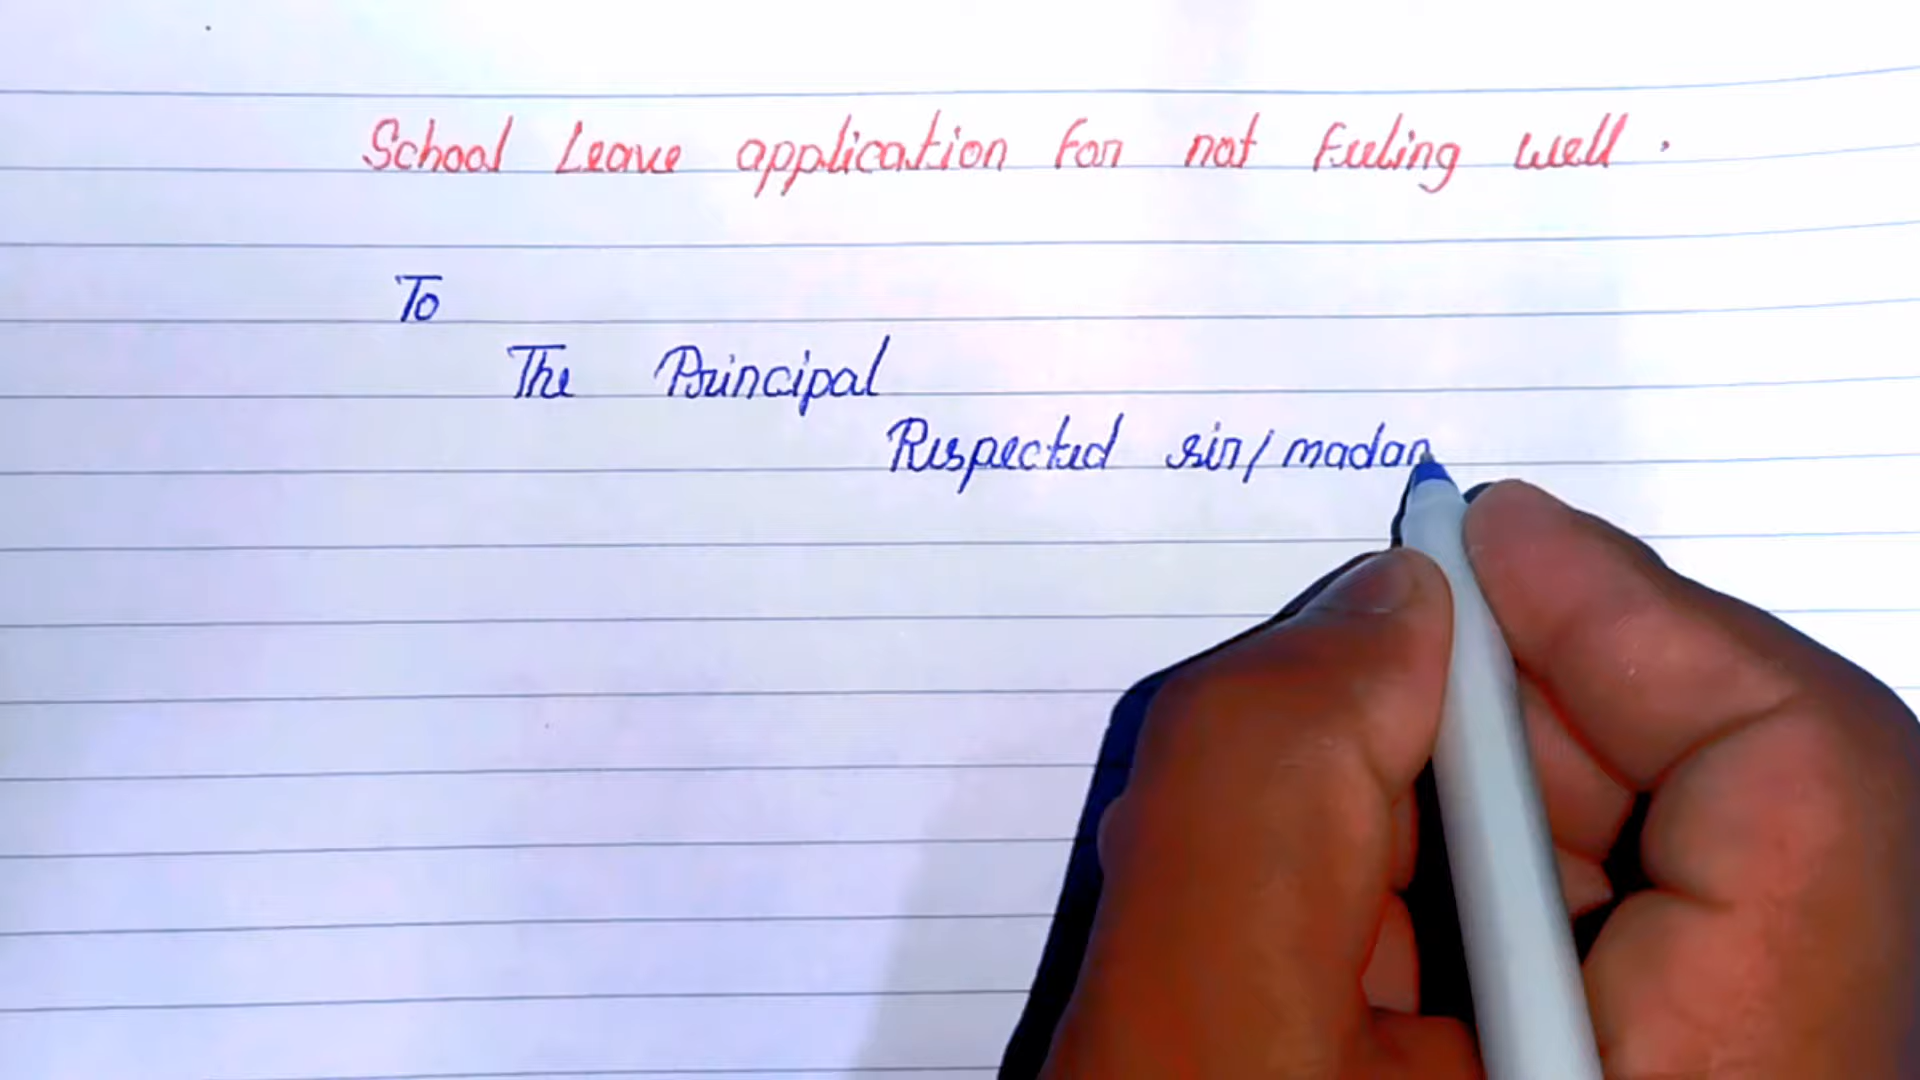 School Leave application for not feeling well.
To
The Principal
Respected sir/madam